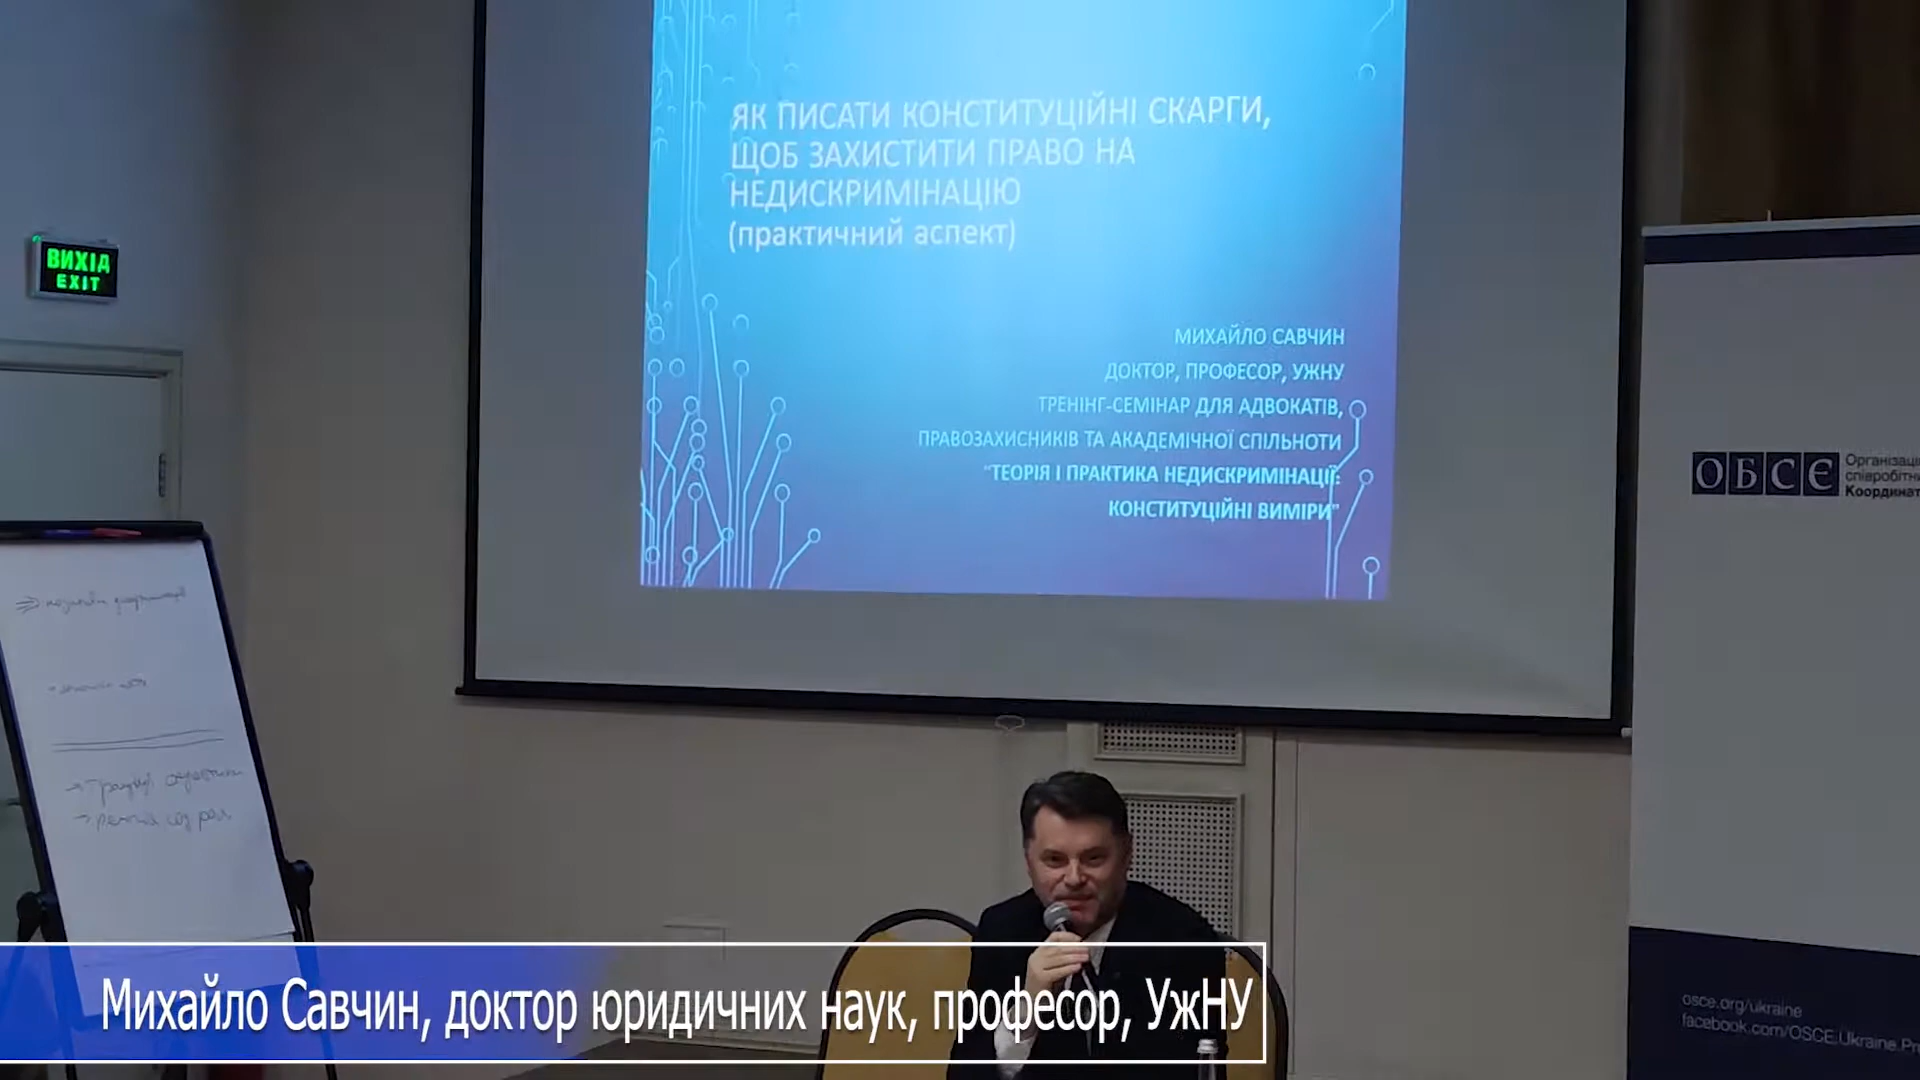 ЯК ПИСАТИ КОНСТИТУЦІЙНІ СКАРГИ,
ЩОБ ЗАХИСТИТИ ПРАВО НА
НЕДИСКРИМІНАЦІЮ
(практичний аспект)
МИХАЙЛО САВЧИН
ДОКТОР, ПРОФЕСОР, УЖНУ
ТРЕНІНГ-СЕМІНАР ДЛЯ АДВОКАТІВ,
ПРАВОЗАХИСНИКІВ ТА АКАДЕМІЧНОЇ СПІЛЬНОТИ
"ТЕОРІЯ І ПРАКТИКА НЕДИСКРИМІНАЦІЇ:
КОНСТИТУЦІЙНІ ВИМІРИ"
ВИХІД
EXIT
ОБСЄ
Організаці
співробітни
Координат
osce.org/ukraine
facebook.com/OSCE.Ukraine.Pr
Михайло Савчин, доктор юридичних наук, професор, УжНУ